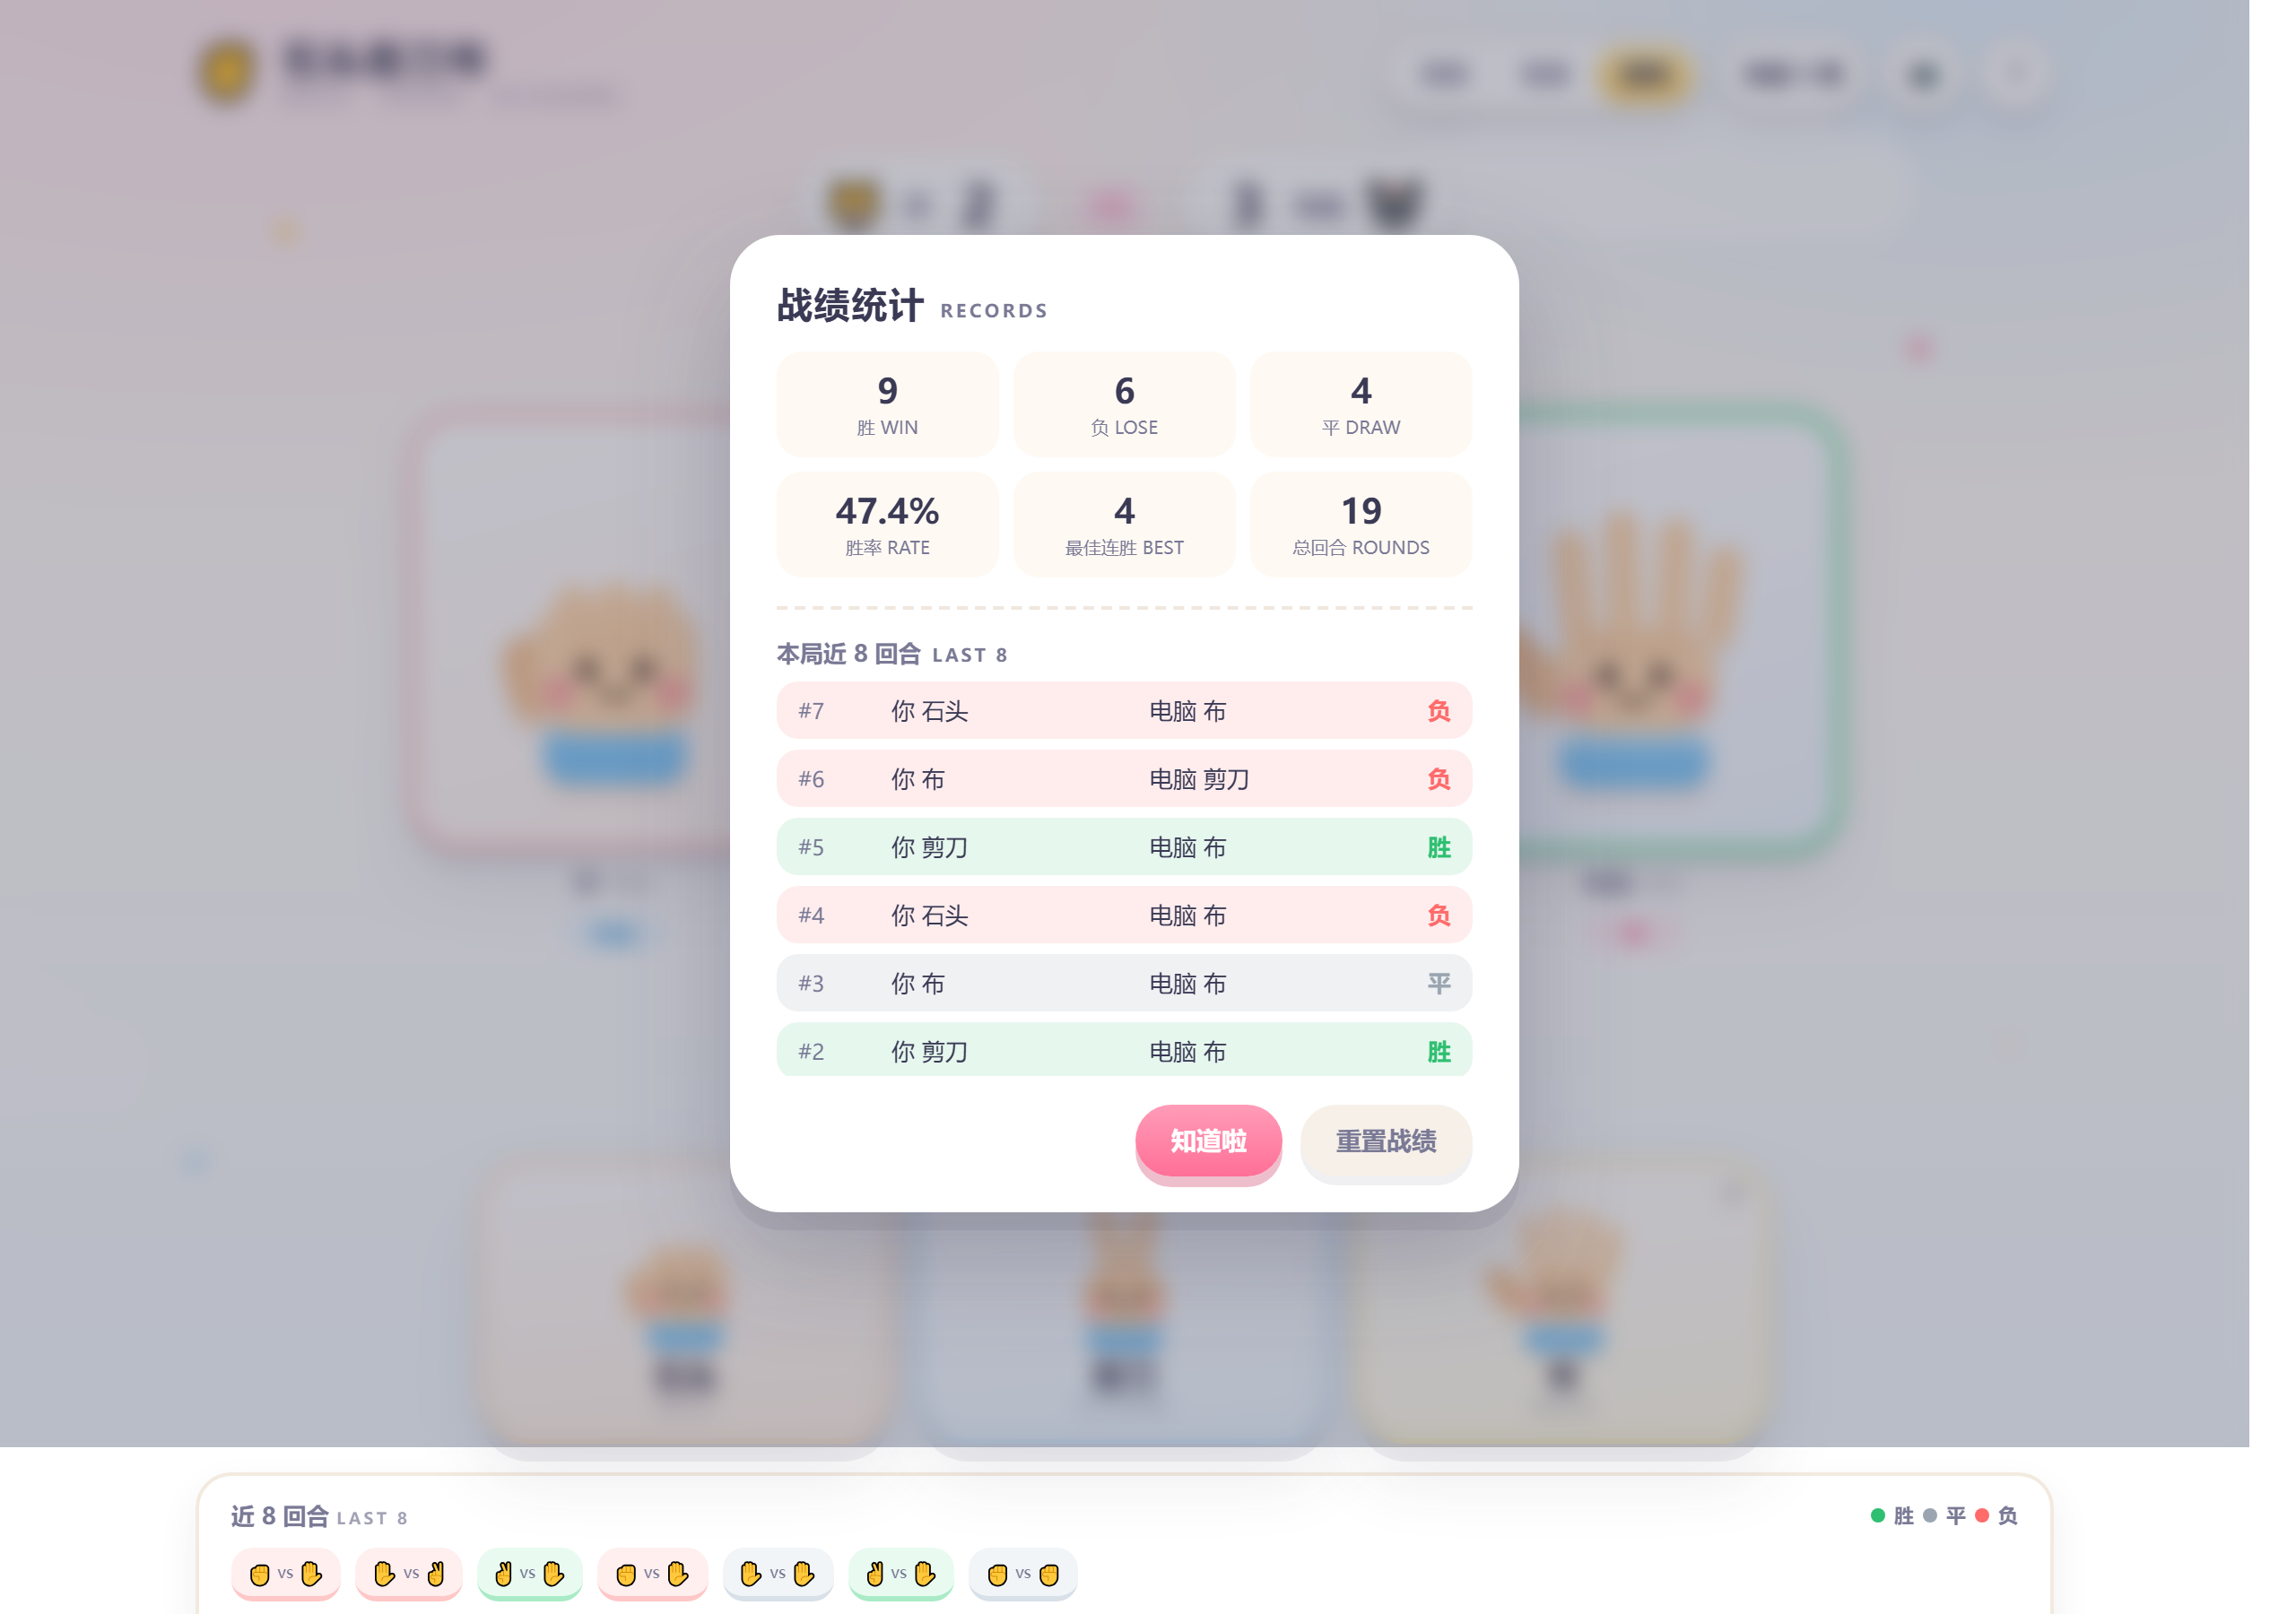 2
3
战绩统计 RECORDS
9
胜 WIN
6
负 LOSE
4
平 DRAW
47.4%
胜率 RATE
4
最佳连胜 BEST
19
总回合 ROUNDS
本局近 8 回合 LAST 8
#7 你 石头 电脑 布 负
#6 你 布 电脑 剪刀 负
#5 你 剪刀 电脑 布 胜
#4 你 石头 电脑 布 负
#3 你 布 电脑 布 平
#2 你 剪刀 电脑 布 胜
知道啦
重置战绩
近 8 回合 LAST 8
胜 平 负
VS VS VS VS VS VS VS